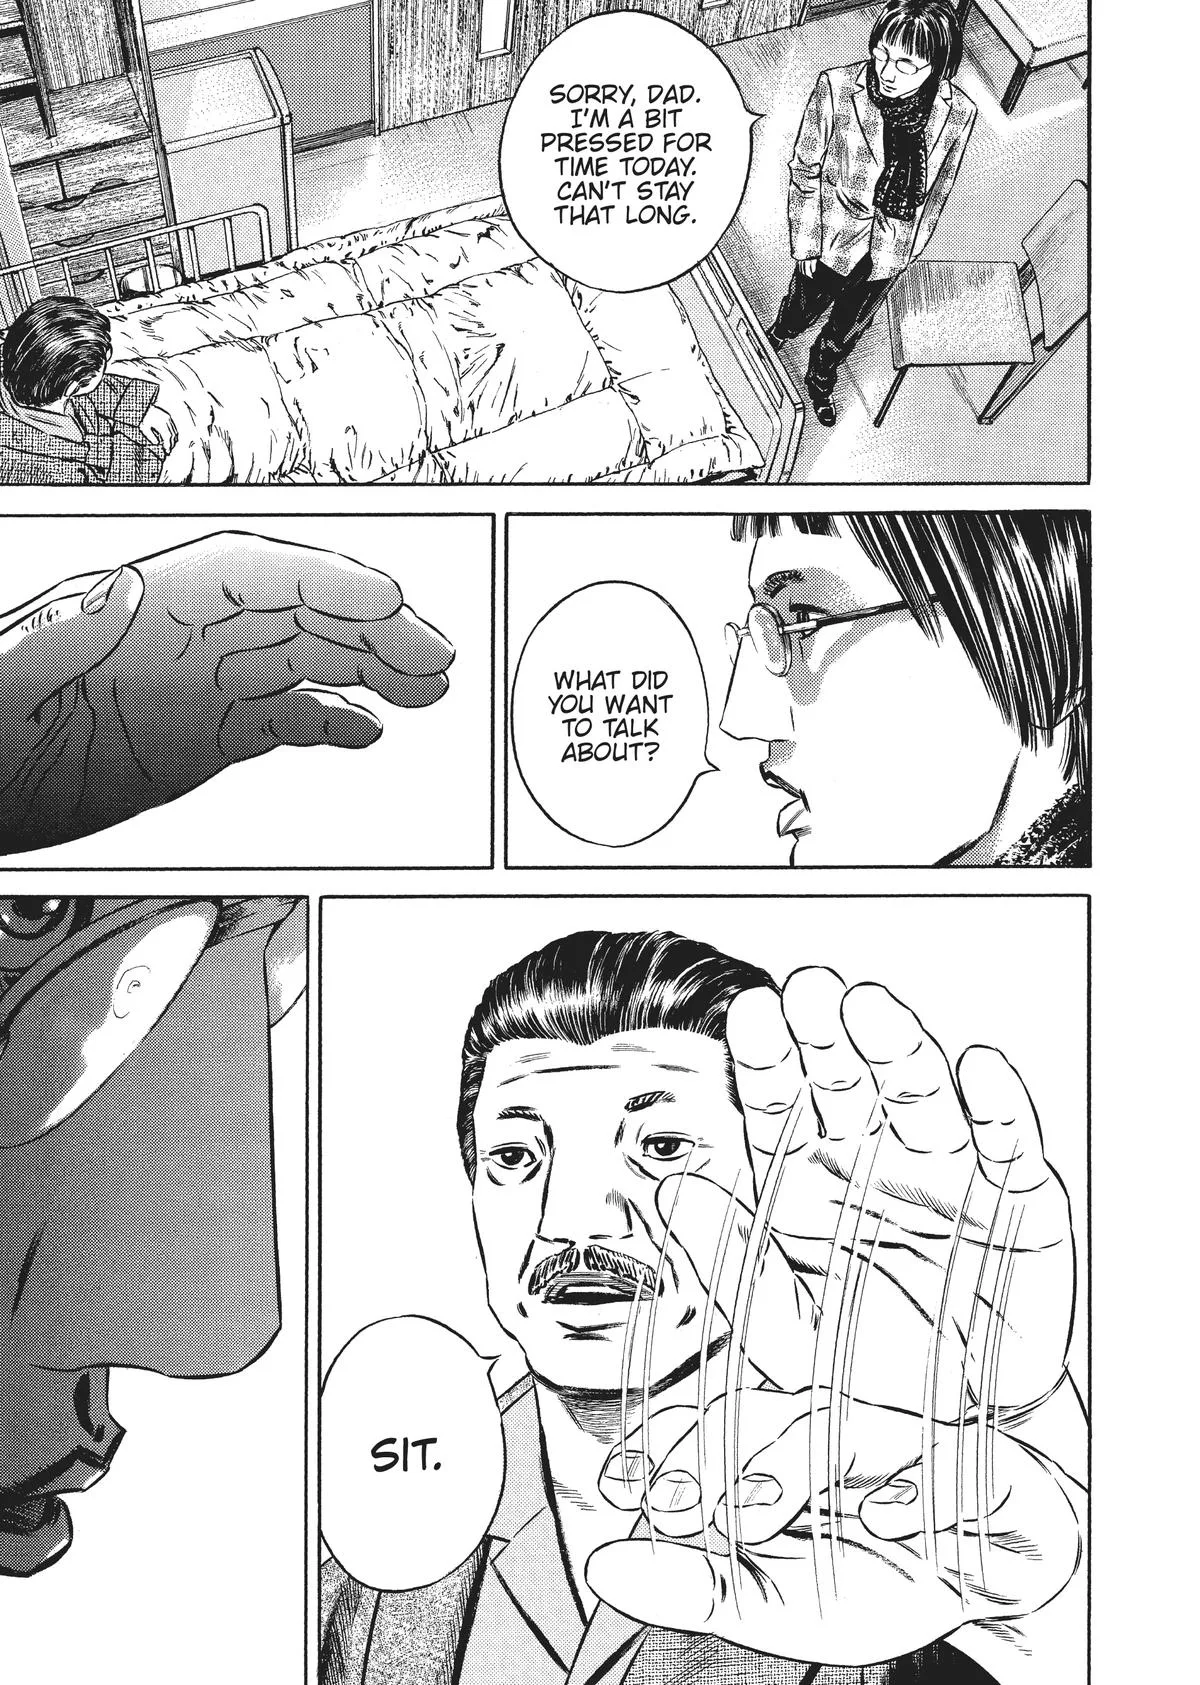 SORRY, DAD.
I'M A BIT
PRESSED FOR
TIME TODAY.
CAN'T STAY
THAT LONG.
WHAT DID
YOU WANT
TO TALK
ABOUT?
SIT.